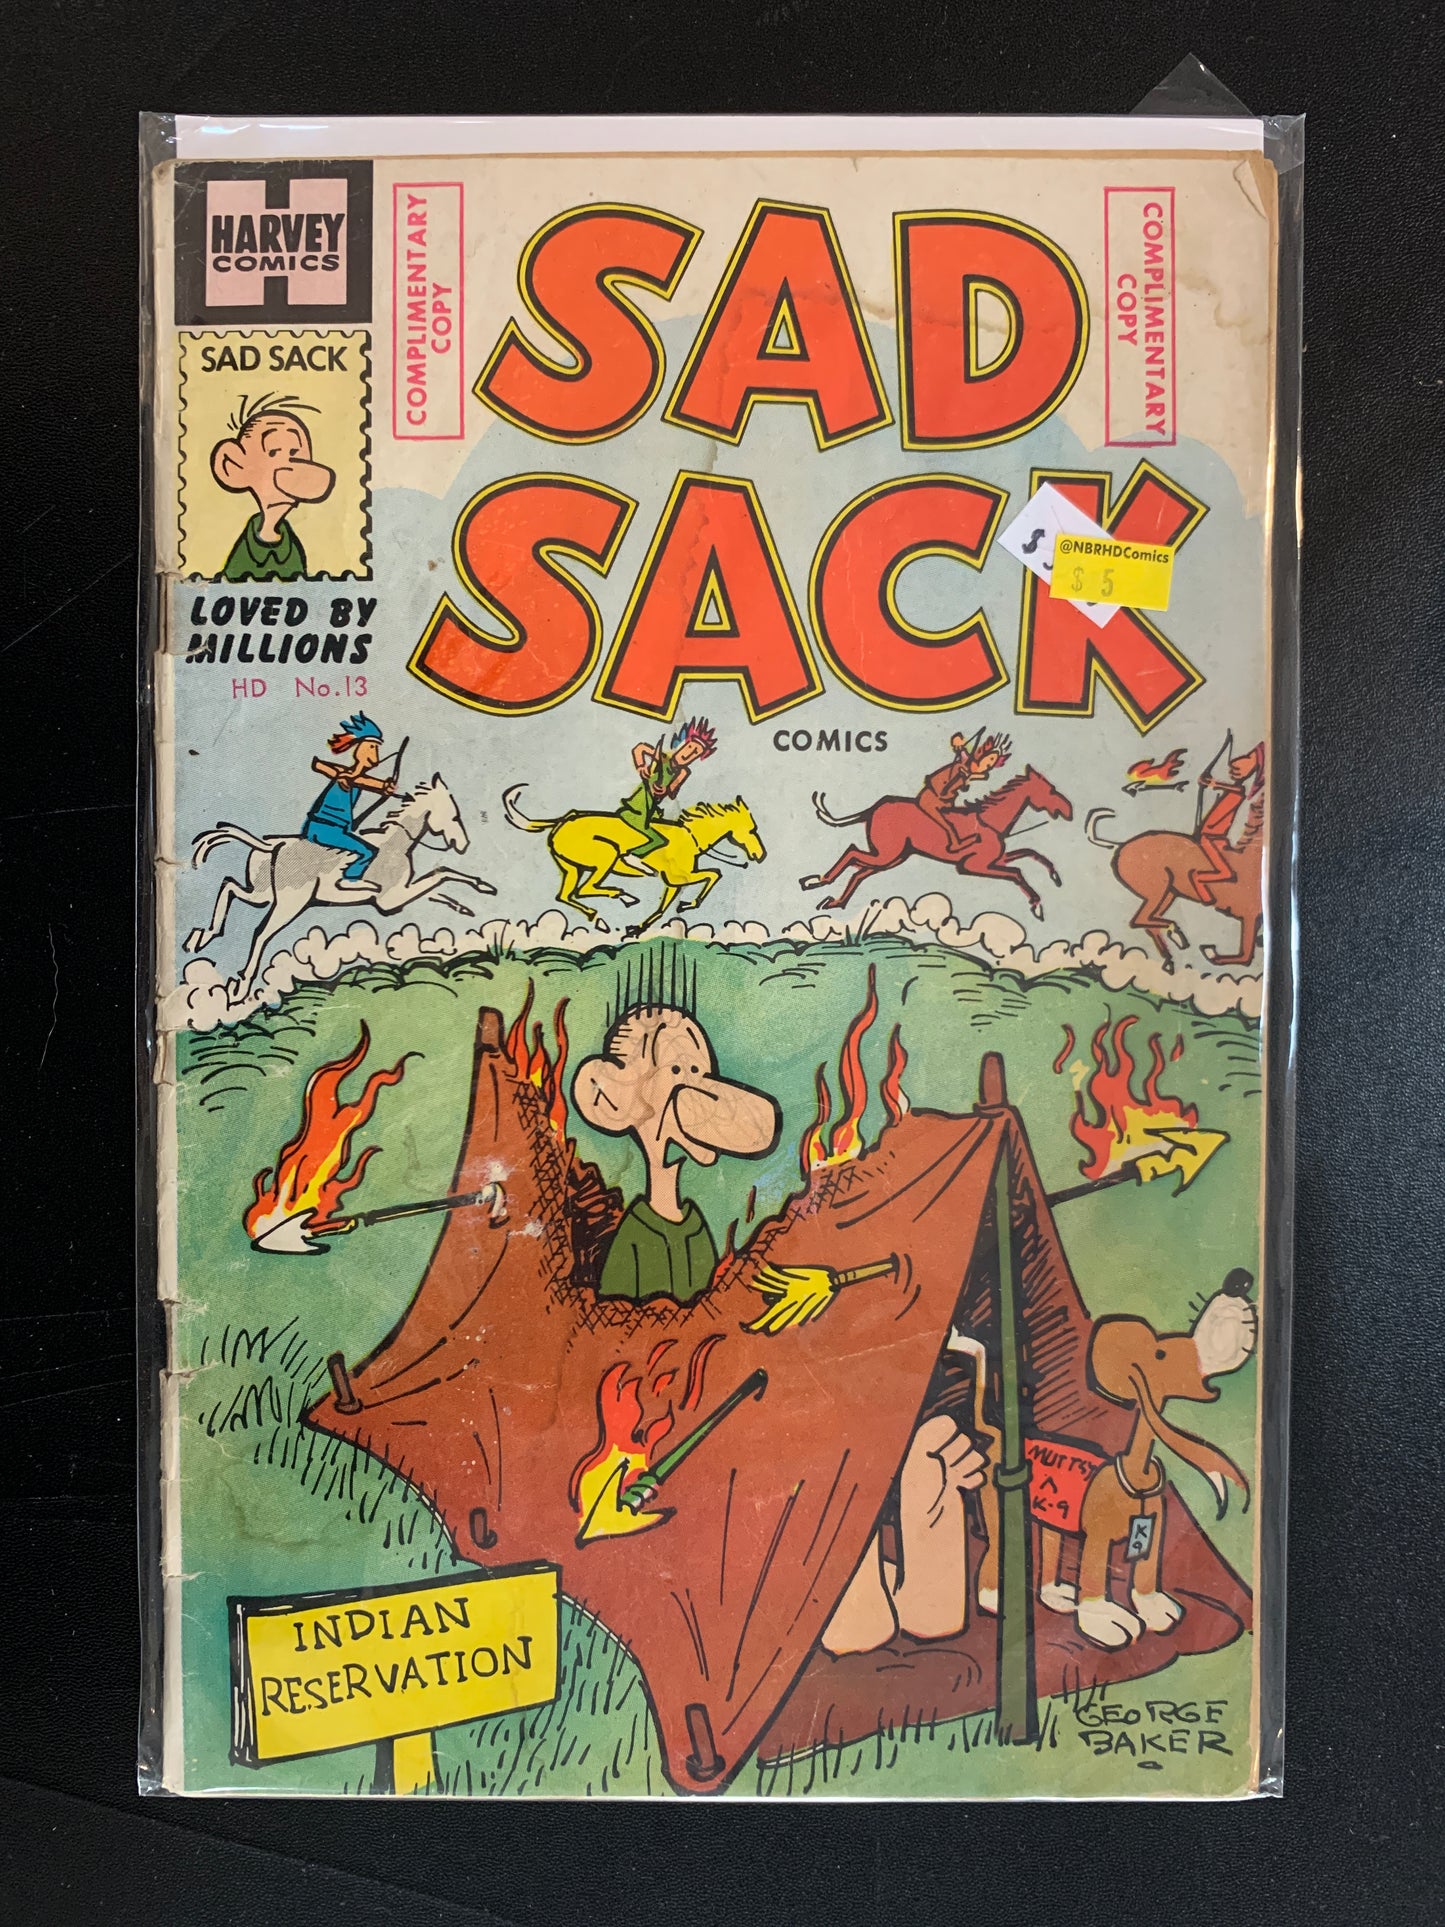 HARVEY
COMICS
SAD SACK
LOVED BY
MILLIONS
HD No.13
COMPLIMENTARY
COPY
SAD
SACK
COMICS
COMPLIMENTARY
COPY
$
@NBRHDComics
$ 5
MUTTSY
A
K-9
K9
INDIAN
RESERVATION
GEORGE
BAKER